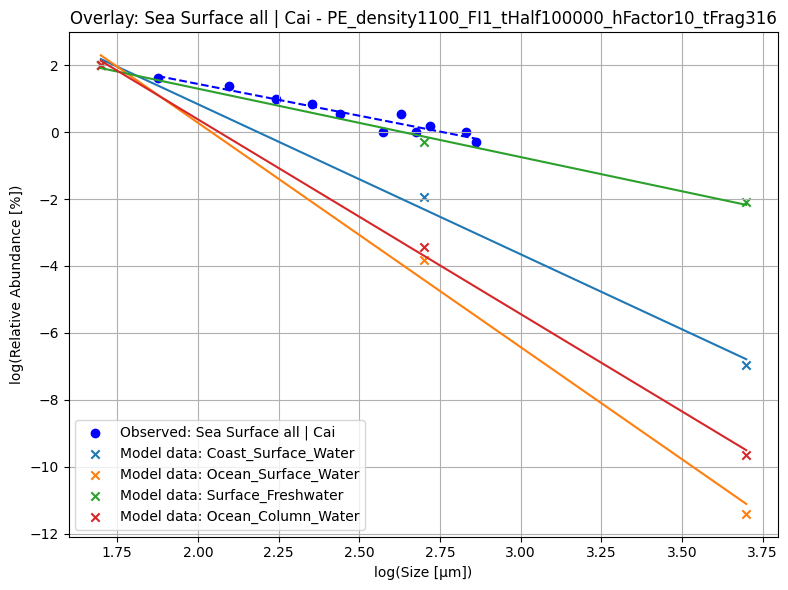 Overlay: Sea Surface all | Cai - PE_density1100_FI1_tHalf100000_hFactor10_tFrag316
log(Relative Abundance [%])
2
0
−2
−4
−6
−8
−10
−12
Observed: Sea Surface all | Cai
Model data: Coast_Surface_Water
Model data: Ocean_Surface_Water
Model data: Surface_Freshwater
Model data: Ocean_Column_Water
1.75 2.00 2.25 2.50 2.75 3.00 3.25 3.50 3.75
log(Size [µm])